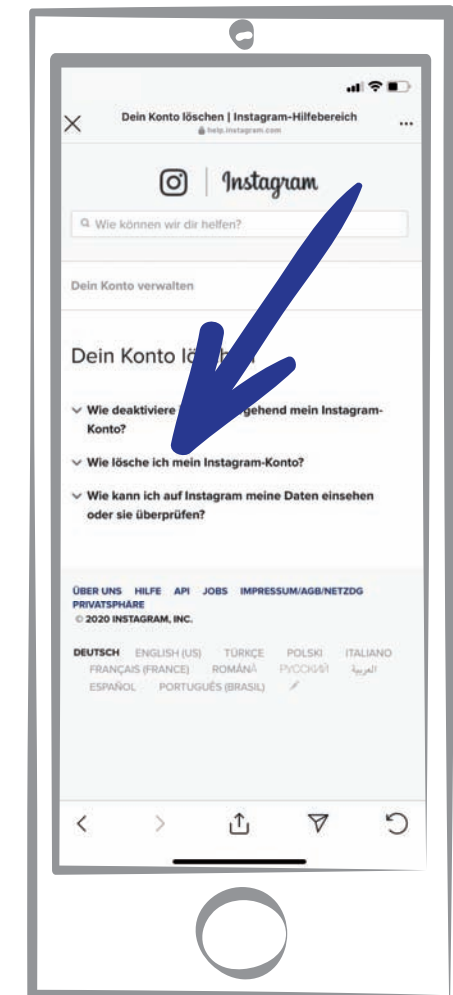 Dein Konto löschen | Instagram-Hilfebereich
help.instagram.com
Instagram
Wie können wir dir helfen?
Dein Konto verwalten
Dein Konto
Wie deaktiviere gehend mein Instagram-
Konto?
Wie lösche ich mein Instagram-Konto?
Wie kann ich auf Instagram meine Daten einsehen
oder sie überprüfen?
ÜBER UNS HILFE API JOBS IMPRESSUM/AGB/NETZDG
PRIVATSPHÄRE
© 2020 INSTAGRAM, INC.
DEUTSCH ENGLISH (US) TÜRKÇE POLSKI ITALIANO
FRANÇAIS (FRANCE) ROMÂNĂ РУССКИЙ العربية
ESPAÑOL PORTUGUÊS (BRASIL)